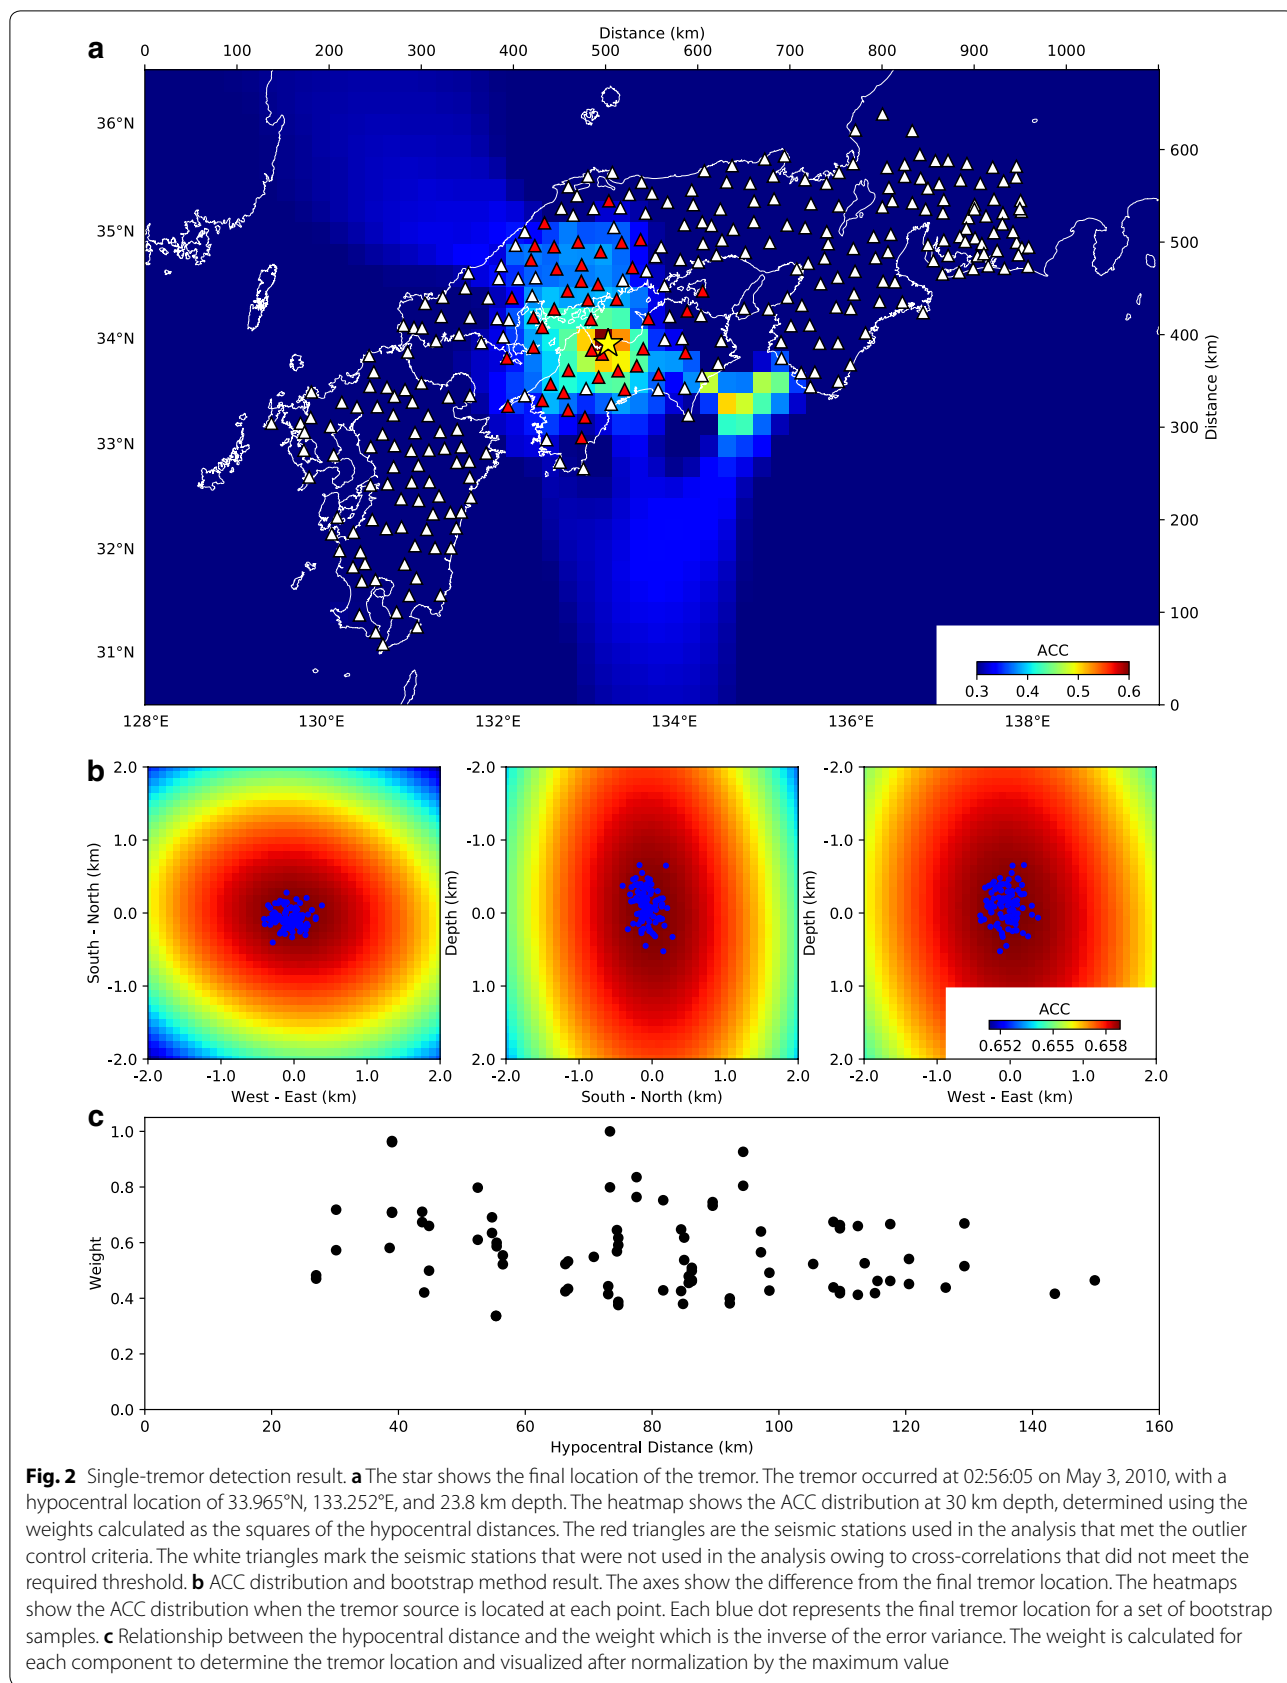 a
Distance (km)
0 100 200 300 400 500 600 700 800 900 1000
36°N
35°N
34°N
33°N
32°N
31°N
600
500
400
300
200
100
0
Distance (km)
ACC
0.3 0.4 0.5 0.6
128°E 130°E 132°E 134°E 136°E 138°E
b
2.0
1.0
0.0
-1.0
-2.0
South - North (km)
-2.0 -1.0 0.0 1.0 2.0
West - East (km)
-2.0
-1.0
0.0
1.0
2.0
Depth (km)
-2.0 -1.0 0.0 1.0 2.0
South - North (km)
-2.0
-1.0
0.0
1.0
2.0
Depth (km)
ACC
0.652 0.655 0.658
-2.0 -1.0 0.0 1.0 2.0
West - East (km)
c
1.0
0.8
0.6
0.4
0.2
0.0
Weight
0 20 40 60 80 100 120 140 160
Hypocentral Distance (km)
Fig. 2 Single-tremor detection result. a The star shows the final location of the tremor. The tremor occurred at 02:56:05 on May 3, 2010, with a
hypocentral location of 33.965°N, 133.252°E, and 23.8 km depth. The heatmap shows the ACC distribution at 30 km depth, determined using the
weights calculated as the squares of the hypocentral distances. The red triangles are the seismic stations used in the analysis that met the outlier
control criteria. The white triangles mark the seismic stations that were not used in the analysis owing to cross-correlations that did not meet the
required threshold. b ACC distribution and bootstrap method result. The axes show the difference from the final tremor location. The heatmaps
show the ACC distribution when the tremor source is located at each point. Each blue dot represents the final tremor location for a set of bootstrap
samples. c Relationship between the hypocentral distance and the weight which is the inverse of the error variance. The weight is calculated for
each component to determine the tremor location and visualized after normalization by the maximum value